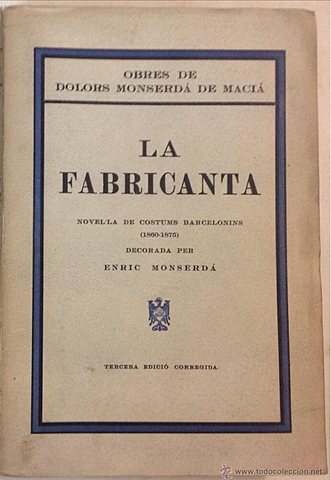 OBRES DE
DOLORS MONSERDÁ DE MACIÁ
LA
FABRICANTA
NOVEL·LA DE COSTUMS BARCELONINS
(1860-1875)
DECORADA PER
ENRIC MONSERDÁ
TERCERA EDICIÓ CORREGIDA
© todocoleccion.net